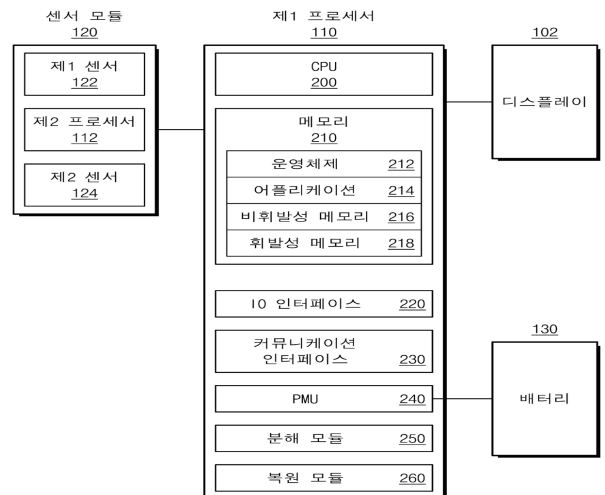 센서 모듈
120
제1 센서
122
제2 프로세서
112
제2 센서
124
제1 프로세서
110
CPU
200
메모리
210
운영체제 212
어플리케이션 214
비휘발성 메모리 216
휘발성 메모리 218
IO 인터페이스 220
커뮤니케이션
인터페이스 230
PMU 240
분해 모듈 250
복원 모듈 260
102
디스플레이
130
배터리